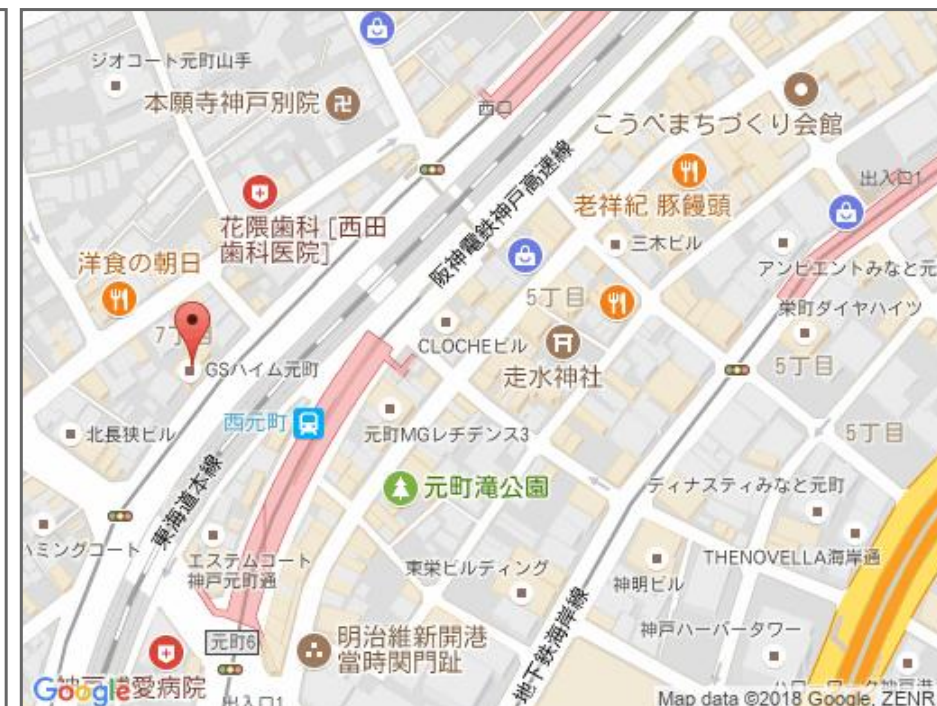 ジオコート元町山手
本願寺神戸別院
西口
こうべまちづくり会館
出入口1
花隈歯科 [西田
歯科医院]
阪神電鉄神戸高速線
老祥紀 豚饅頭
三木ビル
洋食の朝日
アンビエントみなと元
5丁目
栄町ダイヤハイツ
7丁目
CLOCHEビル
走水神社
5丁目
GSハイム元町
西元町
北長狭ビル
元町MGレチデンス3
5丁目
東海道本線
元町滝公園
ディナスティみなと元町
ハミングコート
エステムコート
神戸元町通
東栄ビルディング
神明ビル
THENOVELLA海岸通
地下鉄海岸線
神戸ハーバータワー
元町6
明治維新開港
當時関門趾
Google
愛病院
出入口1
Map data ©2018 Google, ZENR